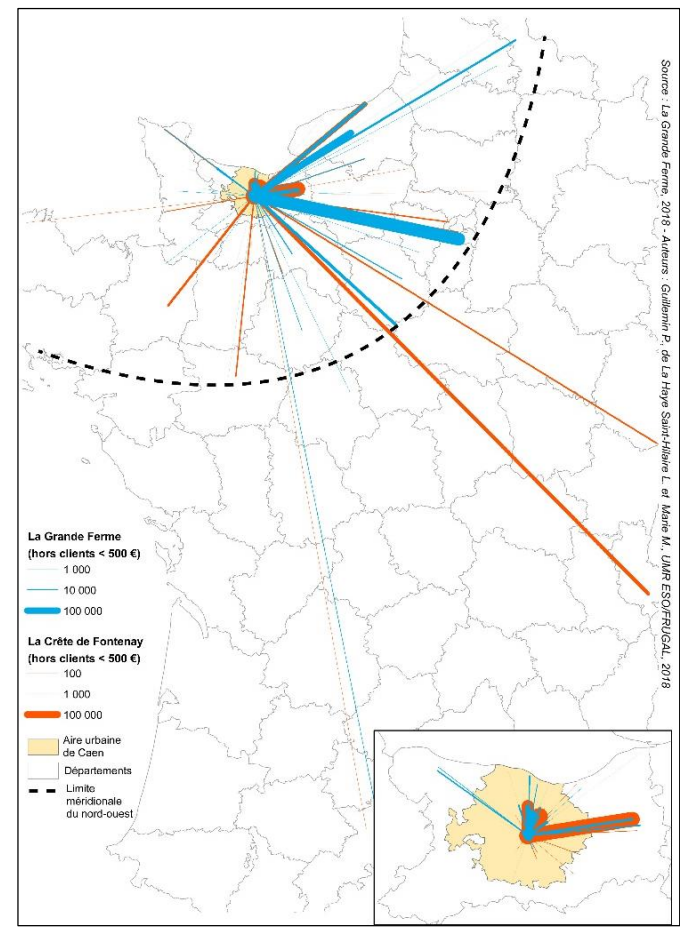 Source : La Grande Ferme, 2018 - Auteurs : Guillemin P., de La Haye Saint-Hilaire L. et Marie M., UMR ESO/FRUGAL, 2018
La Grande Ferme
(hors clients < 500 €)
1 000
10 000
100 000
La Crête de Fontenay
(hors clients < 500 €)
100
1 000
100 000
Aire urbaine
de Caen
Départements
Limite
méridionale
du nord-ouest